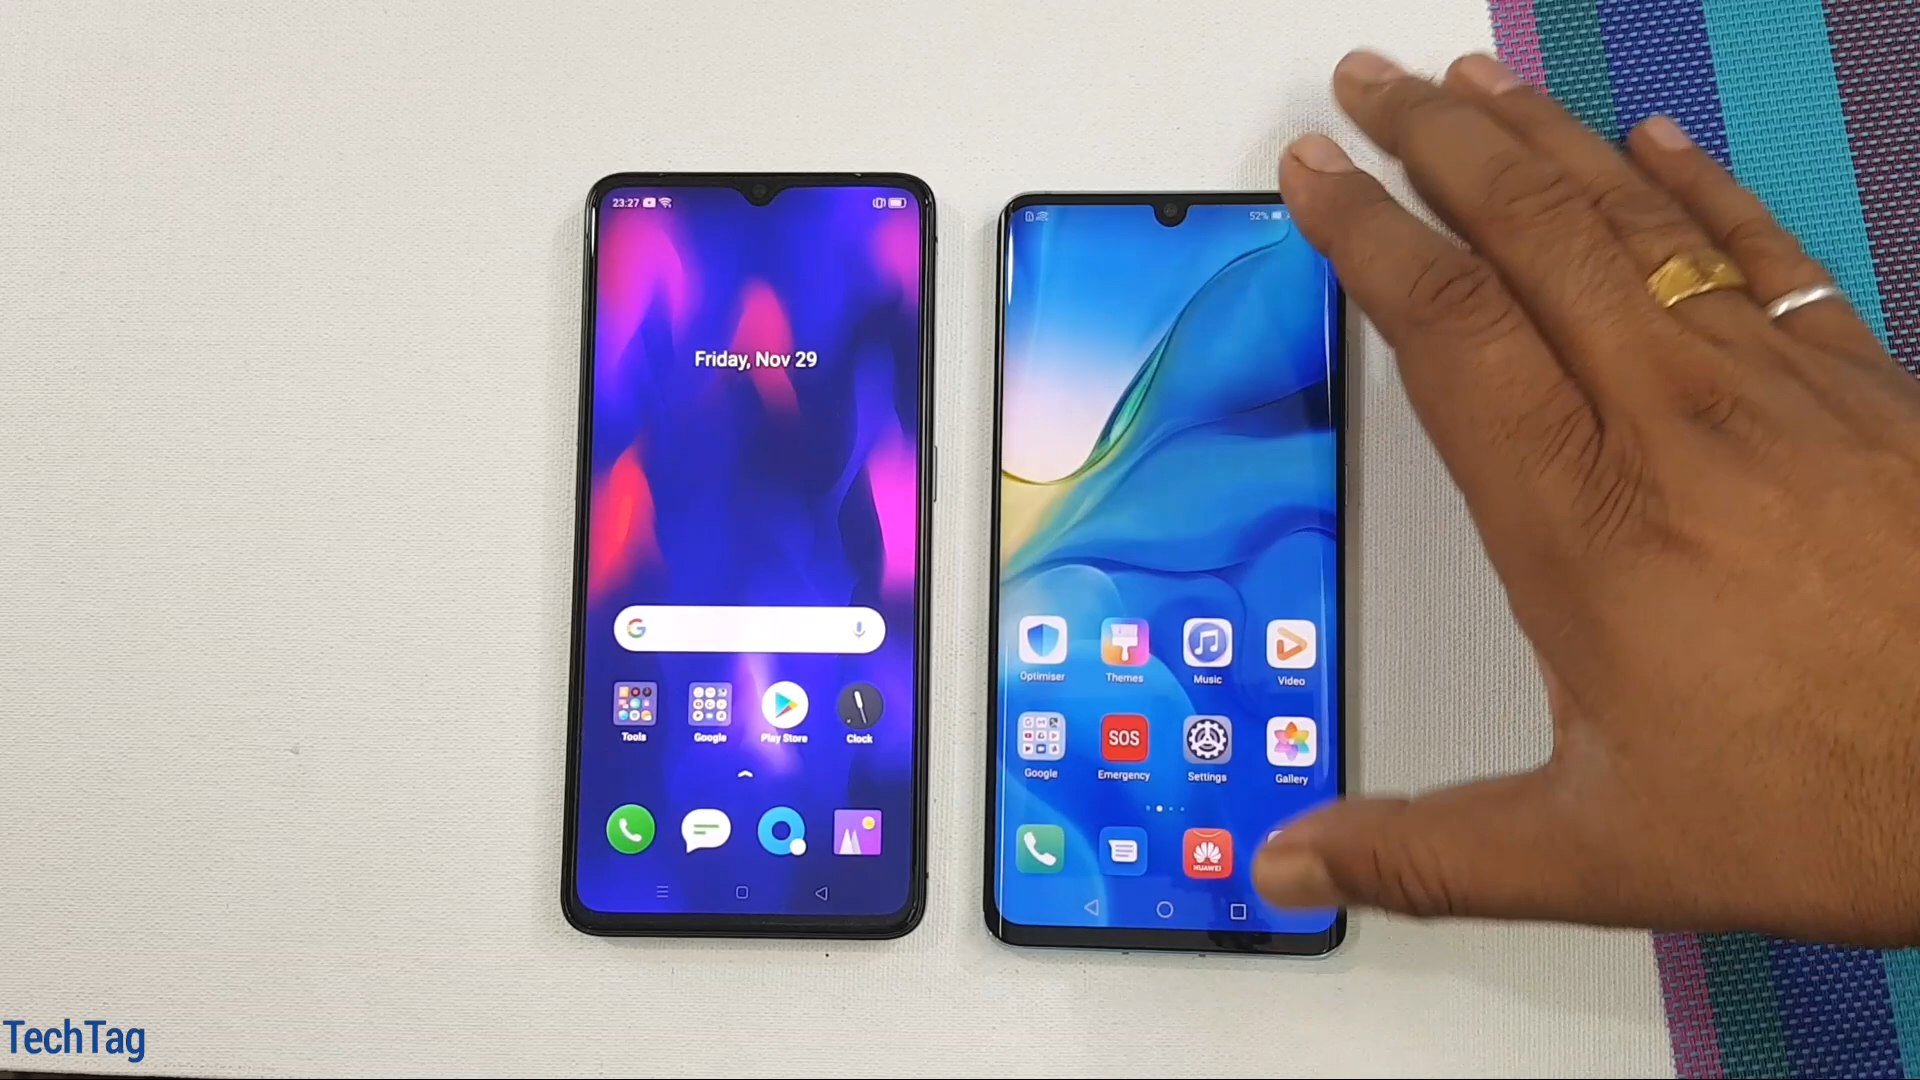 23:27
Friday, Nov 29
Tools
Google
Play Store
Clock
52%
Optimiser
Themes
Music
Video
Google
SOS
Emergency
Settings
Gallery
HUAWEI
TechTag